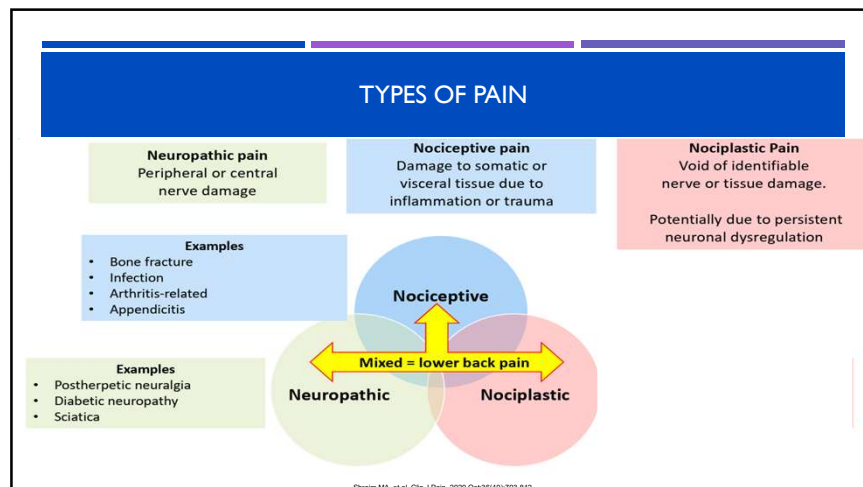 TYPES OF PAIN
Neuropathic pain
Peripheral or central
nerve damage
Nociceptive pain
Damage to somatic or
visceral tissue due to
inflammation or trauma
Nociplastic Pain
Void of identifiable
nerve or tissue damage.
Potentially due to persistent
neuronal dysregulation
Examples
• Bone fracture
• Infection
• Arthritis-related
• Appendicitis
Nociceptive
Mixed = lower back pain
Neuropathic
Nociplastic
Examples
• Postherpetic neuralgia
• Diabetic neuropathy
• Sciatica